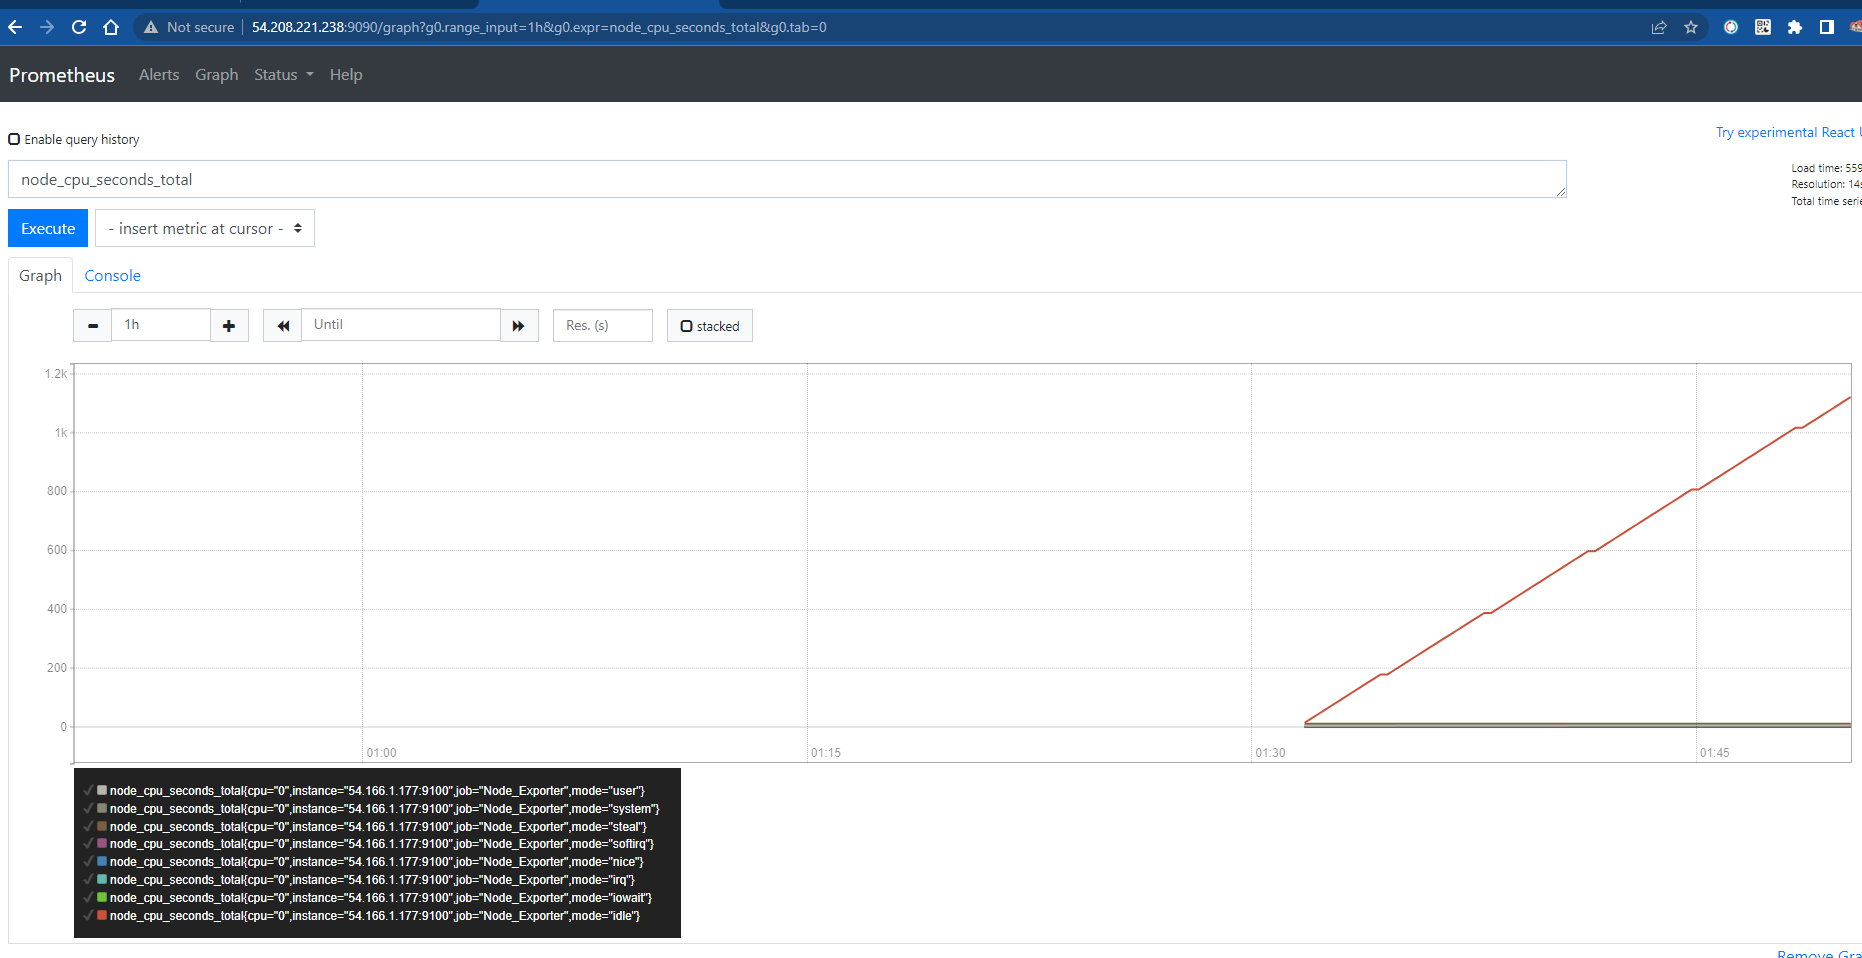 Not secure 54.208.221.238:9090/graph?g0.range_input=1h&g0.expr=node_cpu_seconds_total&g0.tab=0
Prometheus Alerts Graph Status Help
Enable query history
Try experimental React
node_cpu_seconds_total
Load time: 559
Resolution: 14s
Total time serie
Execute - insert metric at cursor -
Graph Console
1h Until Res. (s) stacked
1.2k
1k
800
600
400
200
0
01:00 01:15 01:30 01:45
node_cpu_seconds_total{cpu="0",instance="54.166.1.177:9100",job="Node_Exporter",mode="user"}
node_cpu_seconds_total{cpu="0",instance="54.166.1.177:9100",job="Node_Exporter",mode="system"}
node_cpu_seconds_total{cpu="0",instance="54.166.1.177:9100",job="Node_Exporter",mode="steal"}
node_cpu_seconds_total{cpu="0",instance="54.166.1.177:9100",job="Node_Exporter",mode="softirq"}
node_cpu_seconds_total{cpu="0",instance="54.166.1.177:9100",job="Node_Exporter",mode="nice"}
node_cpu_seconds_total{cpu="0",instance="54.166.1.177:9100",job="Node_Exporter",mode="irq"}
node_cpu_seconds_total{cpu="0",instance="54.166.1.177:9100",job="Node_Exporter",mode="iowait"}
node_cpu_seconds_total{cpu="0",instance="54.166.1.177:9100",job="Node_Exporter",mode="idle"}
Remove Gra